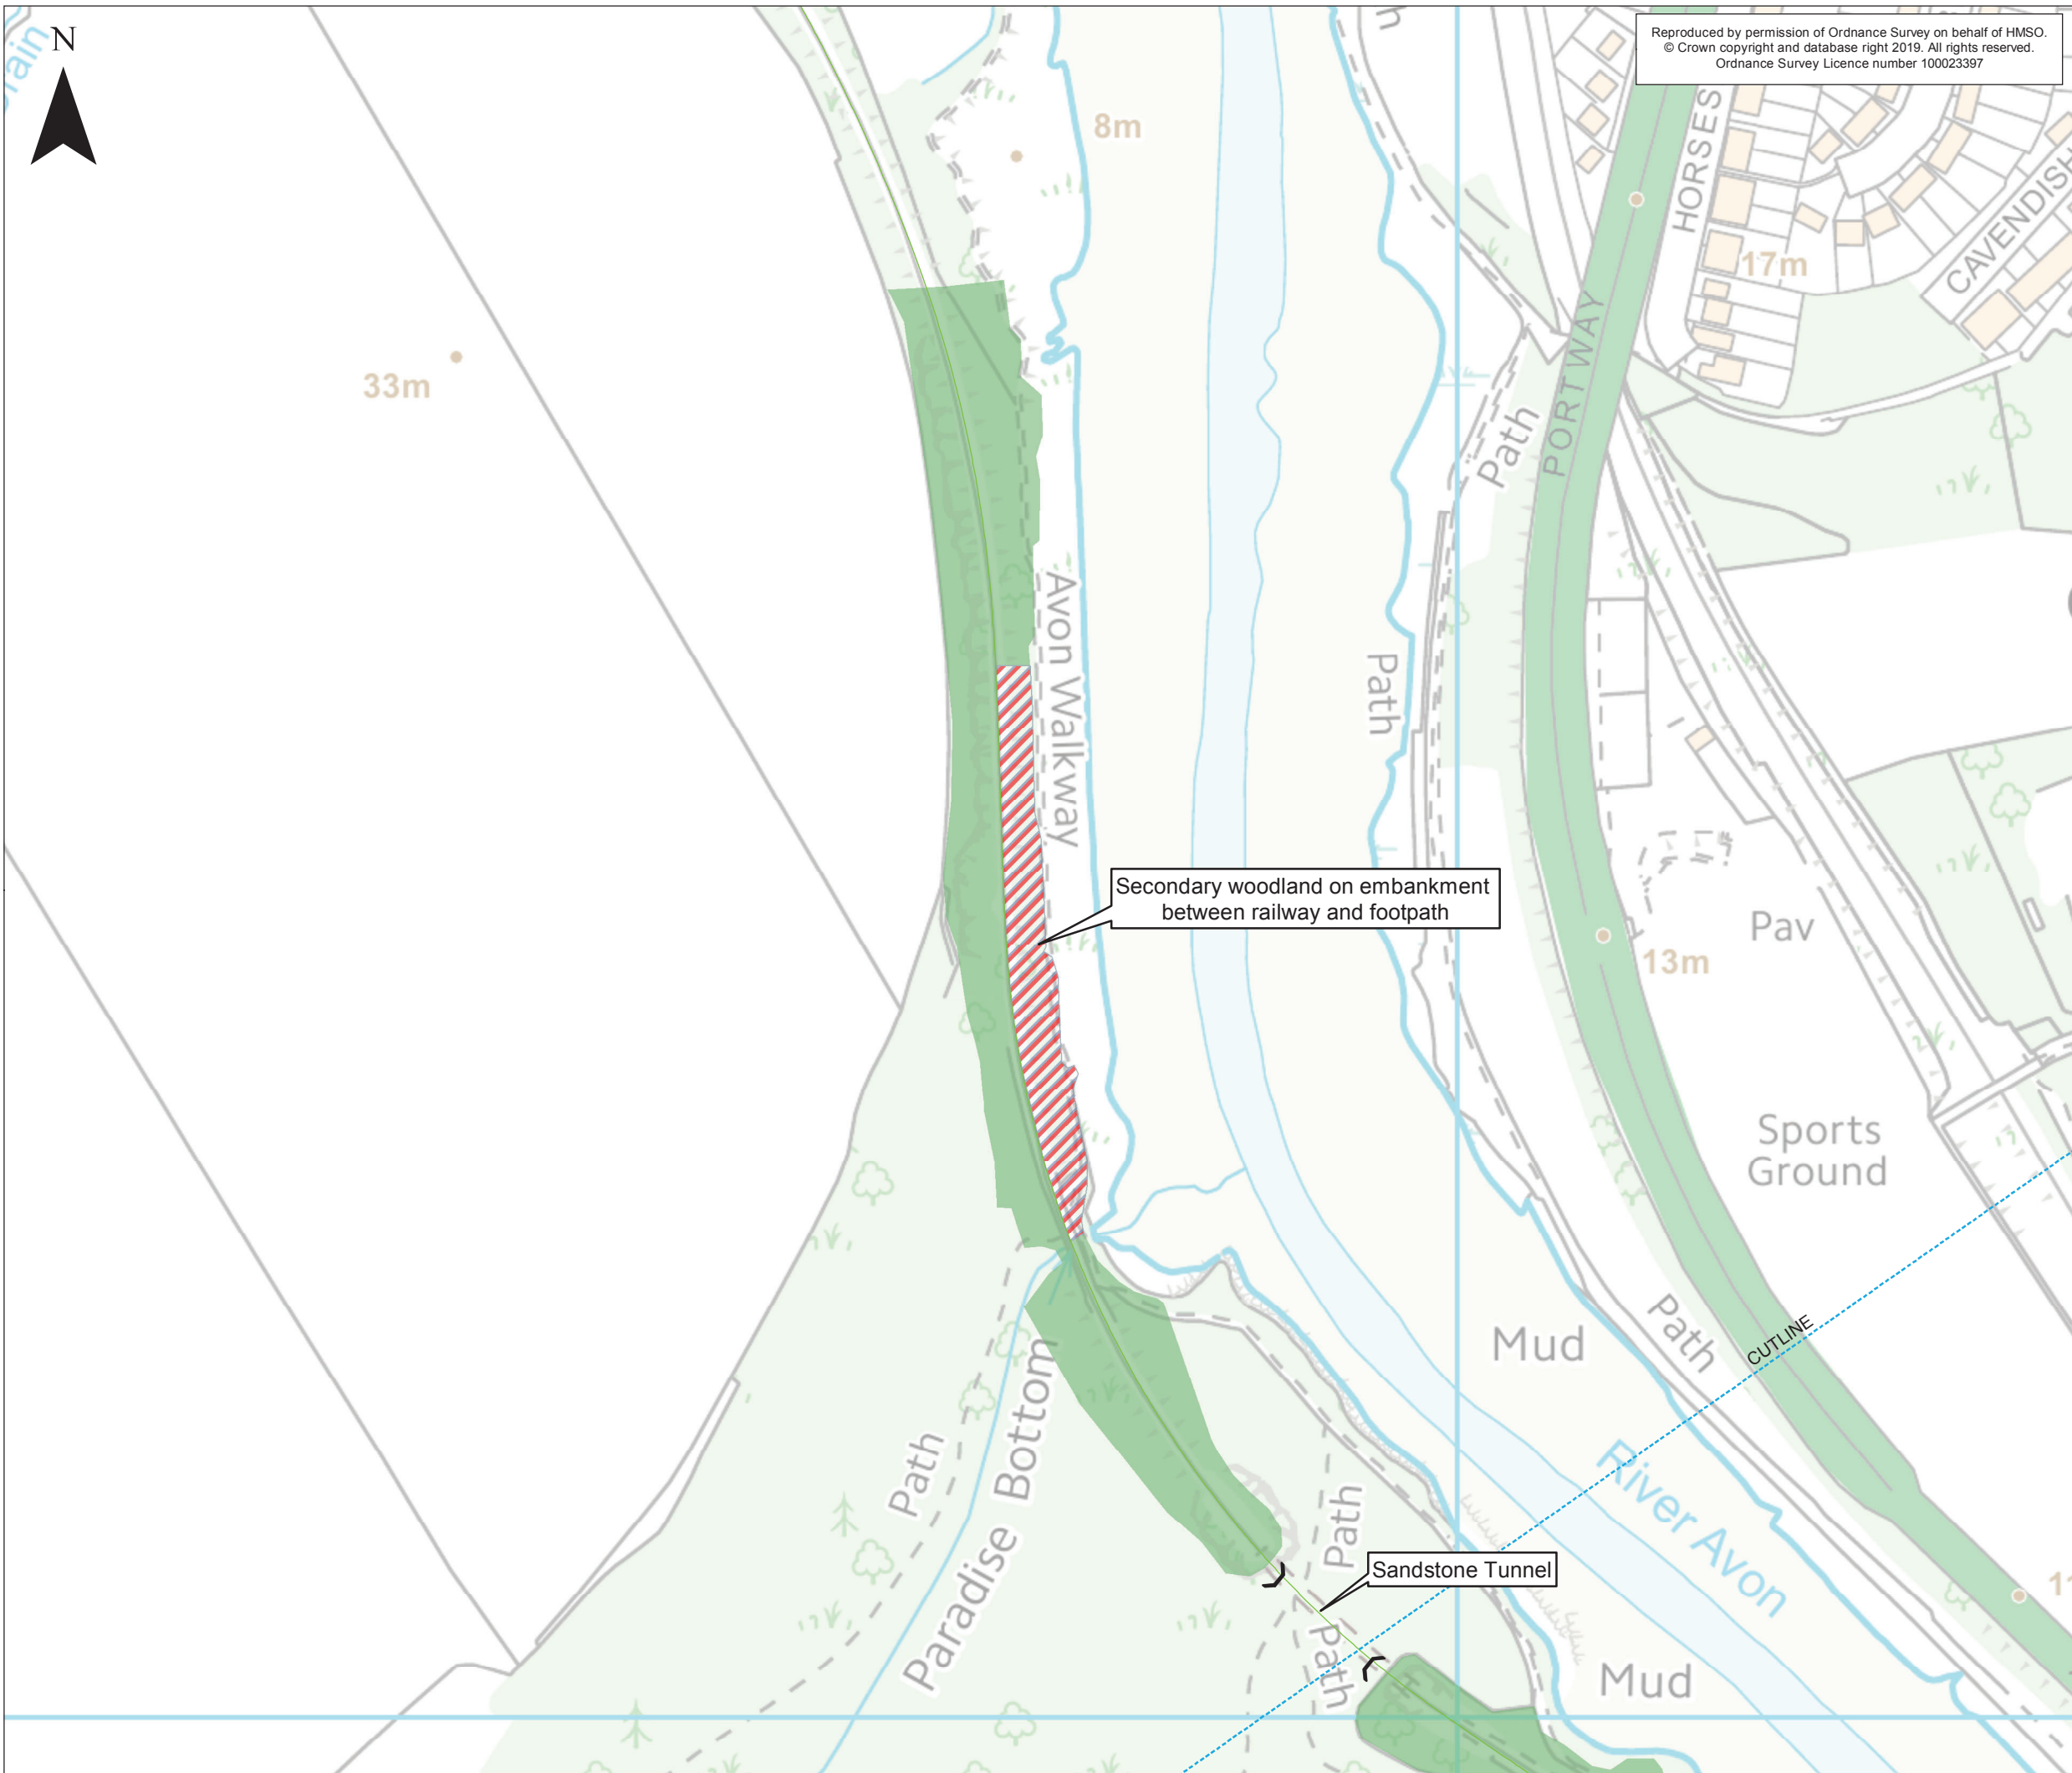 N
Reproduced by permission of Ordnance Survey on behalf of HMSO.
© Crown copyright and database right 2019. All rights reserved.
Ordnance Survey Licence number 100023397
8m
HORSES
CAVENDISH
17m
33m
PORTWAY
Path
Avon Walkway
Path
Secondary woodland on embankment
between railway and footpath
Pav
13m
Sports
Ground
CUTLINE
Path
Mud
Paradise Bottom
Path
River Avon
Path
Sandstone Tunnel
Path
Mud